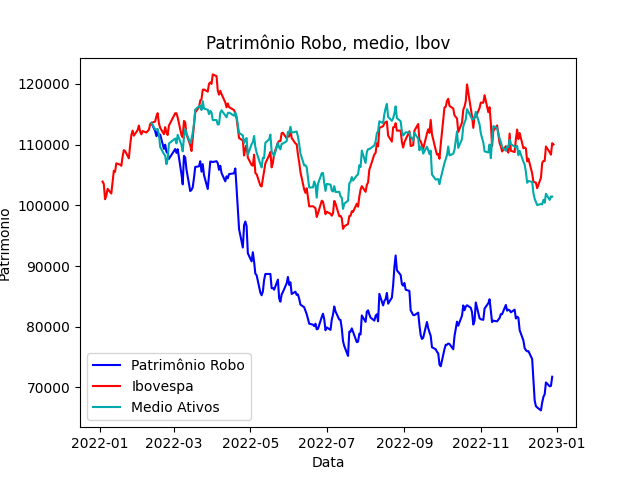 Patrimônio Robo, medio, Ibov
Patrimonio
120000
110000
100000
90000
80000
70000
Patrimônio Robo
Ibovespa
Medio Ativos
2022-01 2022-03 2022-05 2022-07 2022-09 2022-11 2023-01
Data